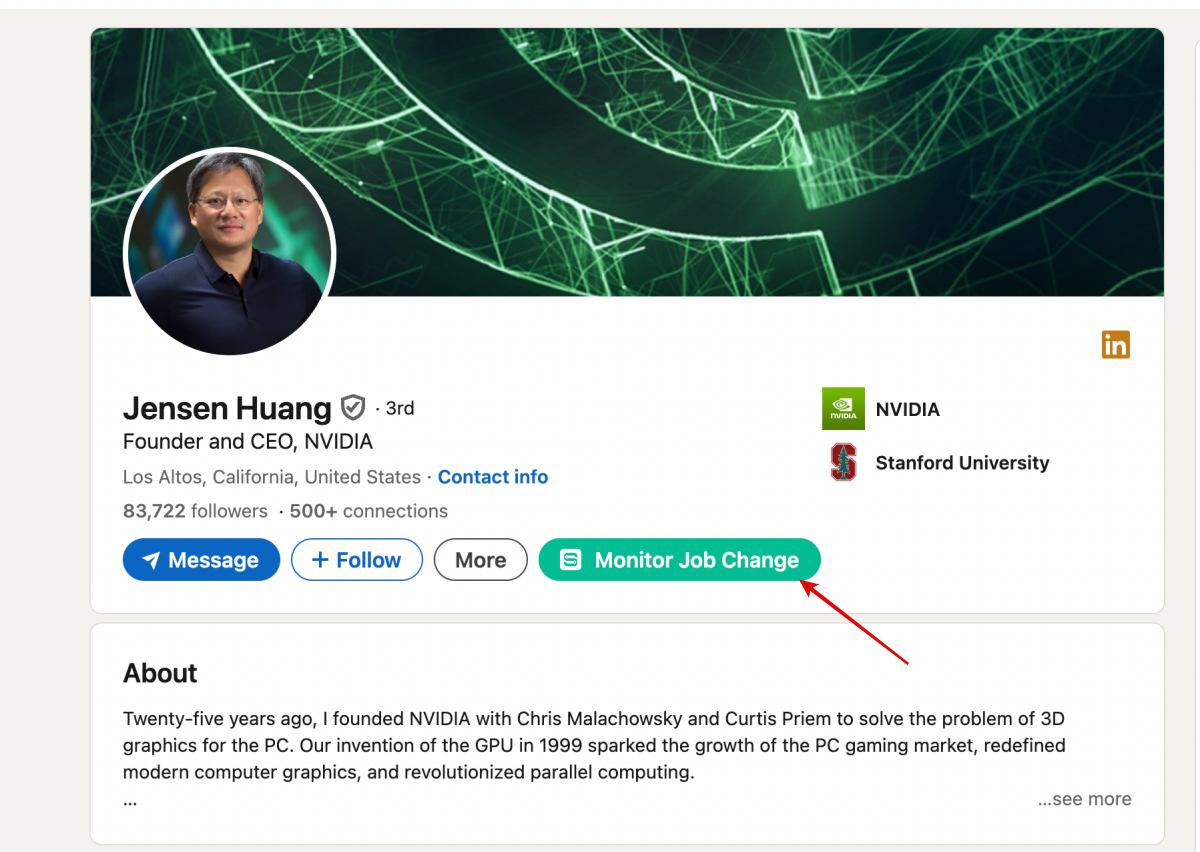 in
Jensen Huang · 3rd
Founder and CEO, NVIDIA
Los Altos, California, United States · Contact info
83,722 followers · 500+ connections
NVIDIA
NVIDIA
Stanford University
Message
+ Follow
More
S Monitor Job Change
About
Twenty-five years ago, I founded NVIDIA with Chris Malachowsky and Curtis Priem to solve the problem of 3D
graphics for the PC. Our invention of the GPU in 1999 sparked the growth of the PC gaming market, redefined
modern computer graphics, and revolutionized parallel computing.
...
...see more